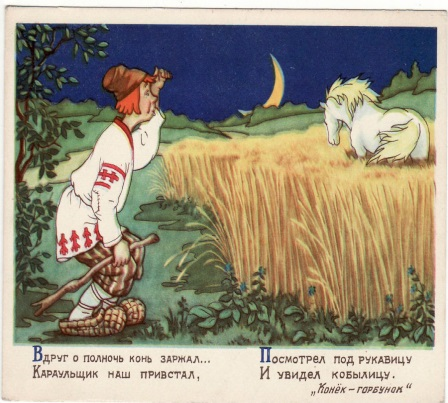 Вдруг о полночь конь заржал...
Караульщик наш привстал,
Посмотрел под рукавицу
И увидел кобылицу.
„Конёк-горбунок“